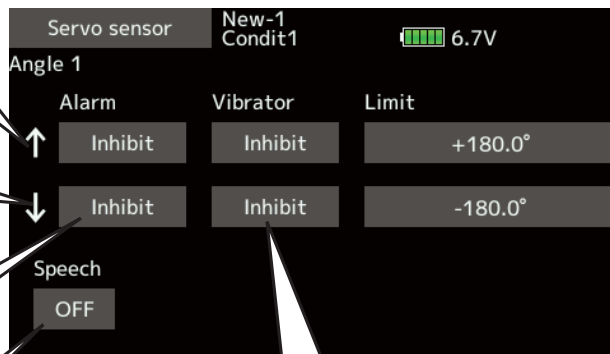 Servo sensor
New-1
Condit1
6.7V
Angle 1
Alarm Vibrator Limit
↑ Inhibit Inhibit +180.0°
↓ Inhibit Inhibit -180.0°
Speech
OFF